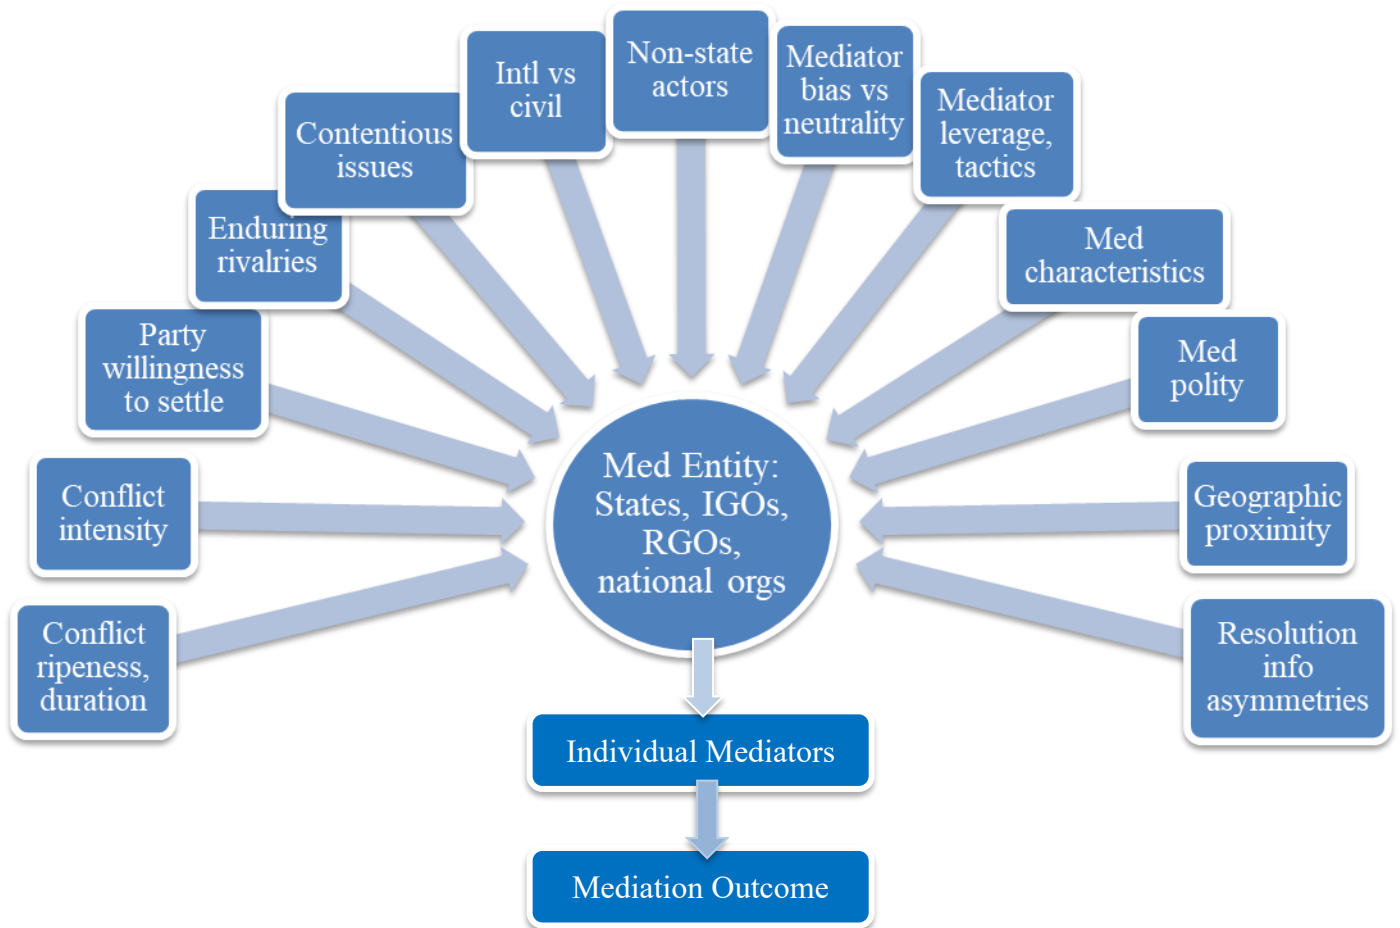 Conflict
ripeness,
duration
Conflict
intensity
Party
willingness
to settle
Enduring
rivalries
Contentious
issues
Intl vs
civil
Non-state
actors
Mediator
bias vs
neutrality
Mediator
leverage,
tactics
Med
characteristics
Med
polity
Geographic
proximity
Resolution
info
asymmetries
Med Entity:
States, IGOs,
RGOs,
national orgs
Individual Mediators
Mediation Outcome